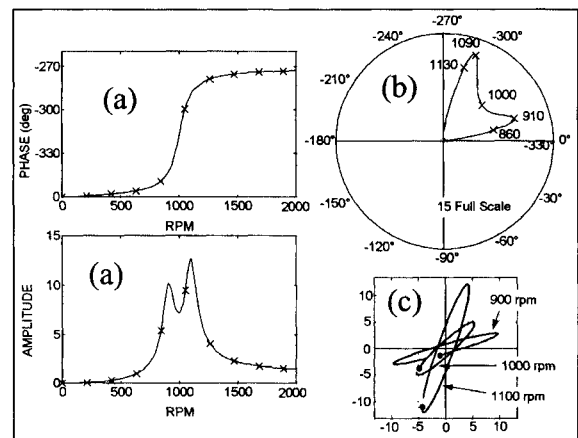 -270
-300
-330
0
PHASE (deg)
(a)
0 500 1000 1500 2000
RPM
15
10
5
0
AMPLITUDE
(a)
0 500 1000 1500 2000
RPM
-270°
-240°
-300°
-210°
1090
1130
(b)
1000
910
860
-180°
0°
-330°
-150°
15 Full Scale
-30°
-120°
-60°
-90°
10
5
0
-5
-10
(c)
900 rpm
1000 rpm
1100 rpm
-10 -5 0 5 10